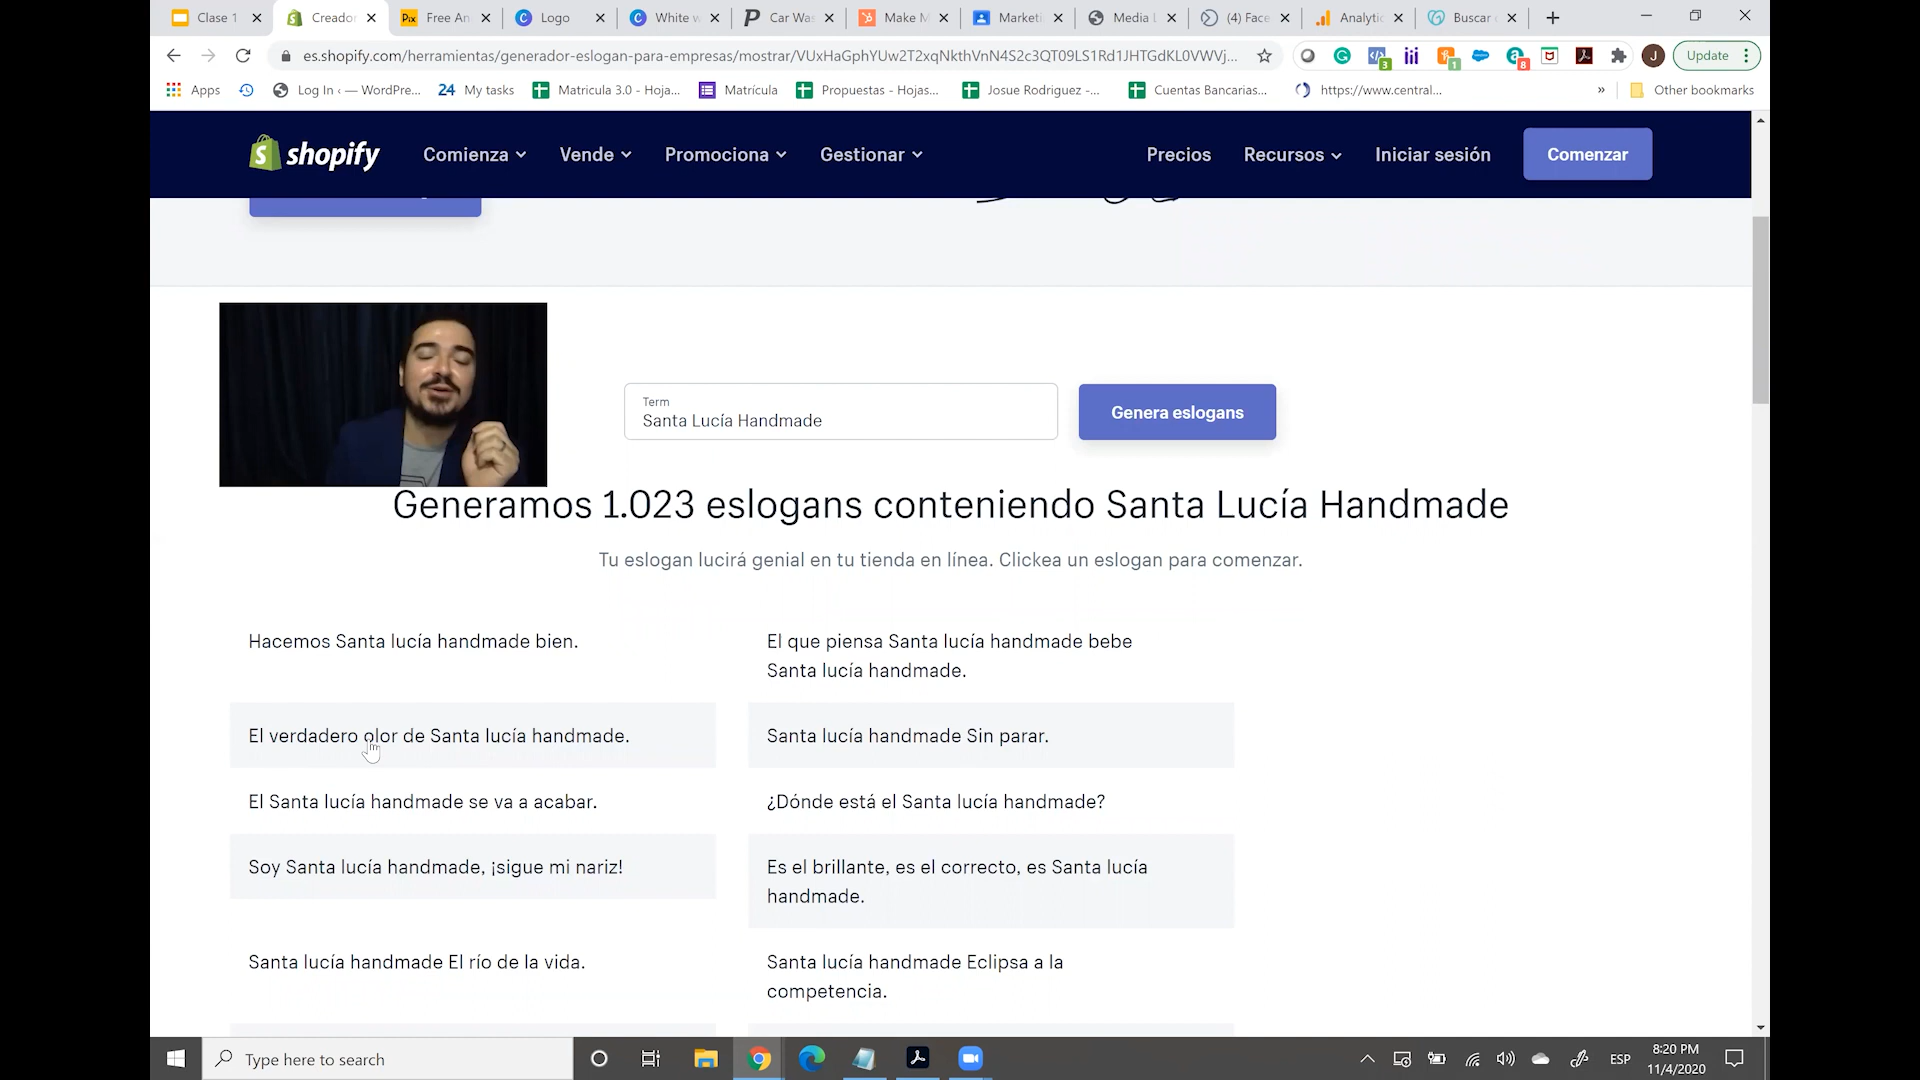 Clase 1
Creador
Free An
Logo
White w
Car Was
Make M
Marketi
Media L
(4) Face
Analytic
Buscar
es.shopify.com/herramientas/generador-eslogan-para-empresas/mostrar/VUxHaGphYUw2T2xqNkthVnN4S2c3QT09LS1Rd1JHTGdKL0VWVj...
Update
Apps
Log In ‹ — WordPre...
24 My tasks
Matricula 3.0 - Hoja...
Matrícula
Propuestas - Hojas...
Josue Rodriguez -...
Cuentas Bancarias...
https://www.central...
»
Other bookmarks
shopify
Comienza
Vende
Promociona
Gestionar
Precios
Recursos
Iniciar sesión
Comenzar
Term
Santa Lucía Handmade
Genera eslogans
Generamos 1.023 eslogans conteniendo Santa Lucía Handmade
Tu eslogan lucirá genial en tu tienda en línea. Clickea un eslogan para comenzar.
Hacemos Santa lucía handmade bien.
El que piensa Santa lucía handmade bebe
Santa lucía handmade.
El verdadero olor de Santa lucía handmade.
Santa lucía handmade Sin parar.
El Santa lucía handmade se va a acabar.
¿Dónde está el Santa lucía handmade?
Soy Santa lucía handmade, ¡sigue mi nariz!
Es el brillante, es el correcto, es Santa lucía
handmade.
Santa lucía handmade El río de la vida.
Santa lucía handmade Eclipsa a la
competencia.
Type here to search
ESP
8:20 PM
11/4/2020